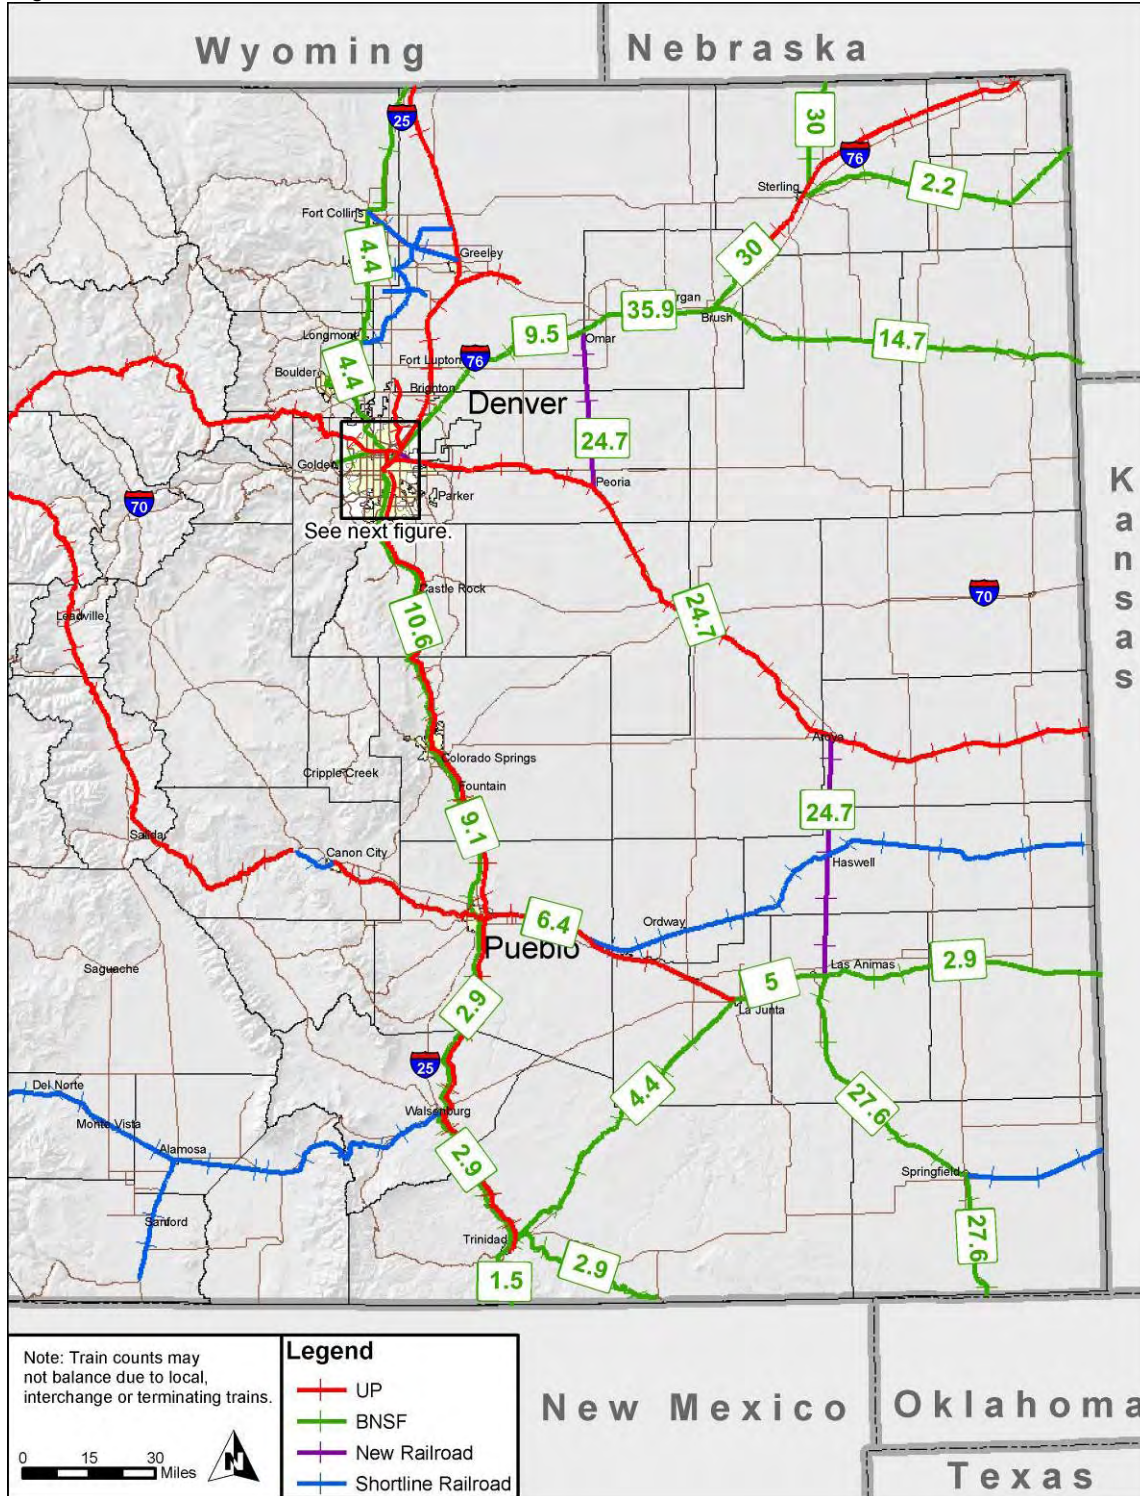 Wyoming
Nebraska
25
30
76
Sterling
2.2
Fort Collins
4.4
Greeley
30
35.9
rgan
Brush
9.5
Omar
14.7
Longmont
Fort Lupton
76
Boulder
4.4
Brighton
Denver
24.7
Golden
Peoria
Parker
70
See next figure.
Kansas
Castle Rock
24.7
70
Leadville
10.6
Aroya
Colorado Springs
Cripple Creek
Fountain
9.1
24.7
Salida
Canon City
Haswell
6.4
Ordway
Pueblo
Saguache
Las Animas
2.9
5
La Junta
2.9
25
Del Norte
4.4
27.6
Monte Vista
Walsenburg
Alamosa
2.9
Springfield
Sanford
27.6
Trinidad
2.9
1.5
Note: Train counts may
not balance due to local,
interchange or terminating trains.
0 15 30
Miles
N
Legend
UP
BNSF
New Railroad
Shortline Railroad
New Mexico
Oklahoma
Texas